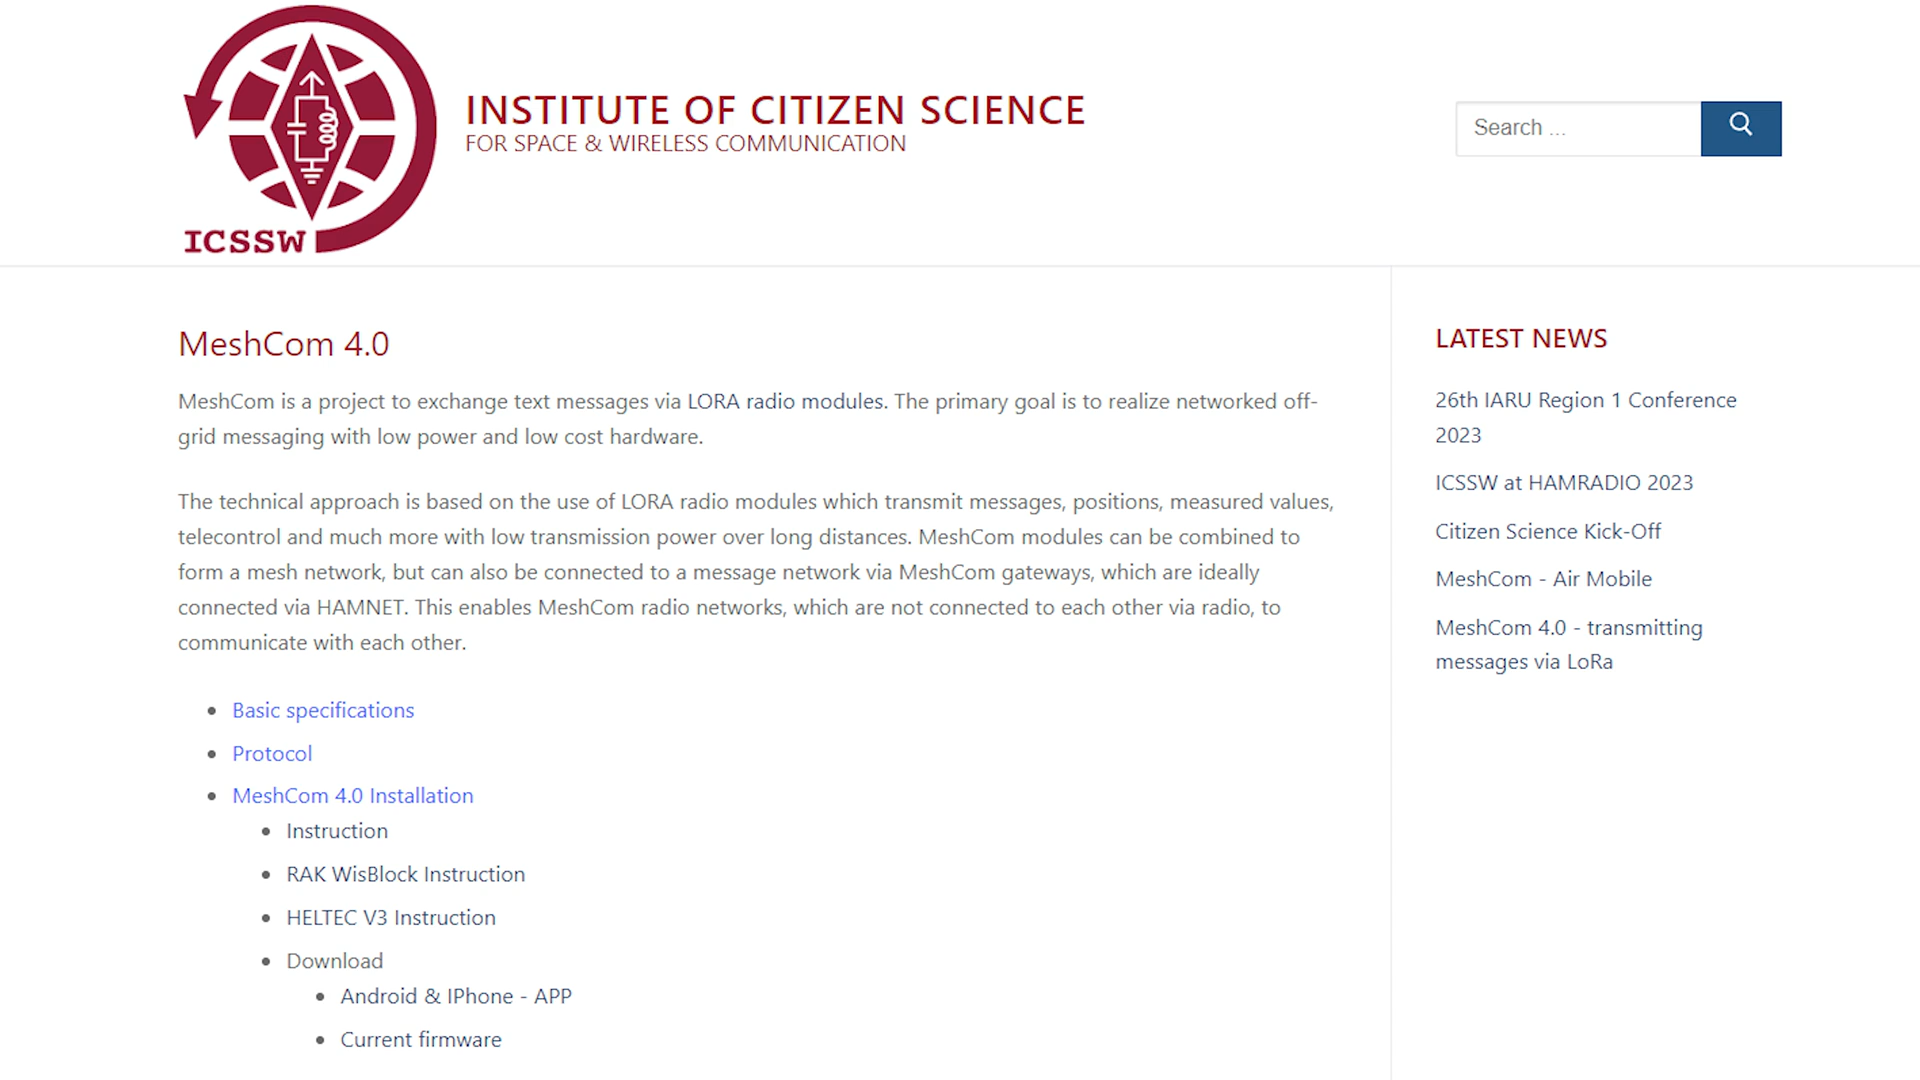 INSTITUTE OF CITIZEN SCIENCE
FOR SPACE & WIRELESS COMMUNICATION
ICSSW
Search ...
MeshCom 4.0
MeshCom is a project to exchange text messages via LORA radio modules. The primary goal is to realize networked off-
grid messaging with low power and low cost hardware.
The technical approach is based on the use of LORA radio modules which transmit messages, positions, measured values,
telecontrol and much more with low transmission power over long distances. MeshCom modules can be combined to
form a mesh network, but can also be connected to a message network via MeshCom gateways, which are ideally
connected via HAMNET. This enables MeshCom radio networks, which are not connected to each other via radio, to
communicate with each other.
Basic specifications
Protocol
MeshCom 4.0 Installation
Instruction
RAK WisBlock Instruction
HELTEC V3 Instruction
Download
Android & IPhone - APP
Current firmware
LATEST NEWS
26th IARU Region 1 Conference
2023
ICSSW at HAMRADIO 2023
Citizen Science Kick-Off
MeshCom - Air Mobile
MeshCom 4.0 - transmitting
messages via LoRa